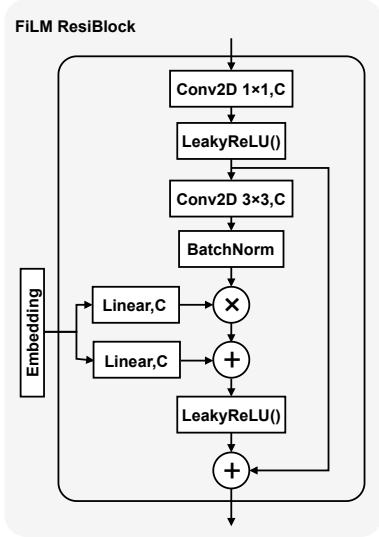 FiLM ResiBlock
Conv2D 1×1,C
LeakyReLU()
Conv2D 3×3,C
BatchNorm
Embedding
Linear,C
×
Linear,C
+
LeakyReLU()
+